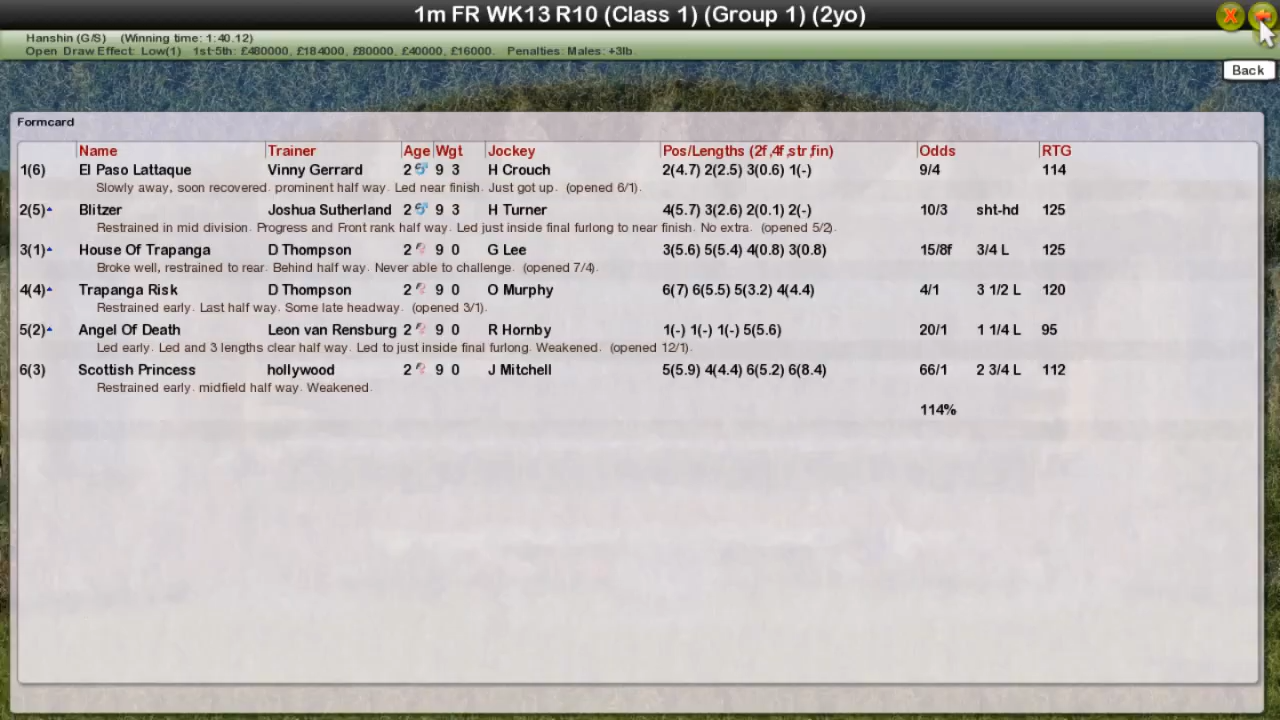 1m FR WK13 R10 (Class 1) (Group 1) (2yo)
Hanshin (G/S) (Winning time: 1:40.12)
Open Draw Effect: Low(1) 1st-5th: £480000, £184000, £80000, £40000, £16000. Penalties: Males: +3lb.
Back
Formcard
Name Trainer Age Wgt Jockey Pos/Lengths (2f,4f,str,fin) Odds RTG
1(6) El Paso Lattaque Vinny Gerrard 2 9 3 H Crouch 2(4.7) 2(2.5) 3(0.6) 1(-) 9/4 114
Slowly away, soon recovered. prominent half way. Led near finish. Just got up. (opened 6/1).
2(5) Blitzer Joshua Sutherland 2 9 3 H Turner 4(5.7) 3(2.6) 2(0.1) 2(-) 10/3 sht-hd 125
Restrained in mid division. Progress and Front rank half way. Led just inside final furlong to near finish. No extra. (opened 5/2).
3(1) House Of Trapanga D Thompson 2 9 0 G Lee 3(5.6) 5(5.4) 4(0.8) 3(0.8) 15/8f 3/4 L 125
Broke well, restrained to rear. Behind half way. Never able to challenge. (opened 7/4).
4(4) Trapanga Risk D Thompson 2 9 0 O Murphy 6(7) 6(5.5) 5(3.2) 4(4.4) 4/1 3 1/2 L 120
Restrained early. Last half way. Some late headway. (opened 3/1).
5(2) Angel Of Death Leon van Rensburg 2 9 0 R Hornby 1(-) 1(-) 1(-) 5(5.6) 20/1 1 1/4 L 95
Led early. Led and 3 lengths clear half way. Led to just inside final furlong. Weakened. (opened 12/1).
6(3) Scottish Princess hollywood 2 9 0 J Mitchell 5(5.9) 4(4.4) 6(5.2) 6(8.4) 66/1 2 3/4 L 112
Restrained early. midfield half way. Weakened.
114%